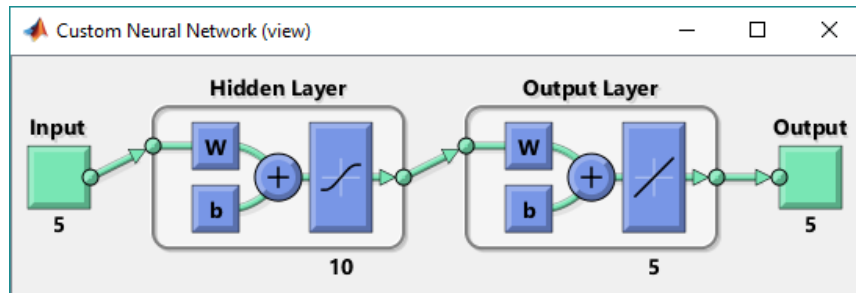 Custom Neural Network (view)
Hidden Layer
Output Layer
Input
Output
W
W
b
b
5
5
10
5